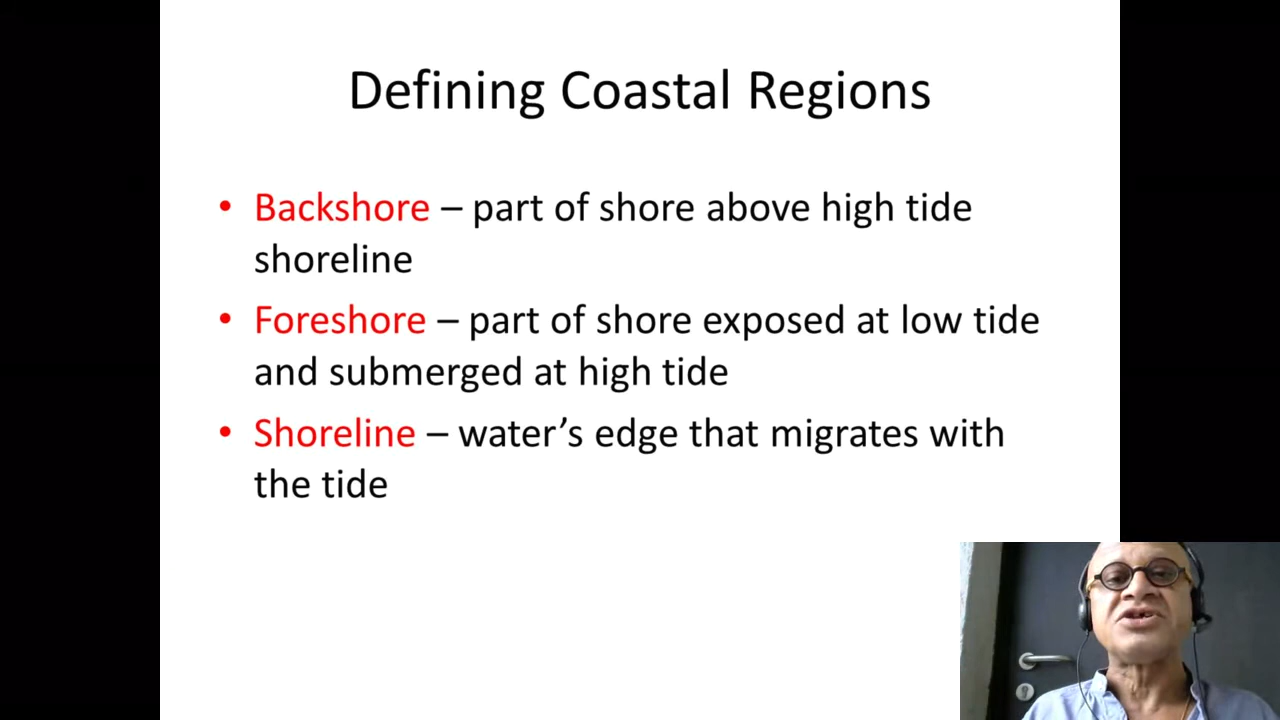 Defining Coastal Regions
• Backshore – part of shore above high tide
shoreline
• Foreshore – part of shore exposed at low tide
and submerged at high tide
• Shoreline – water’s edge that migrates with
the tide